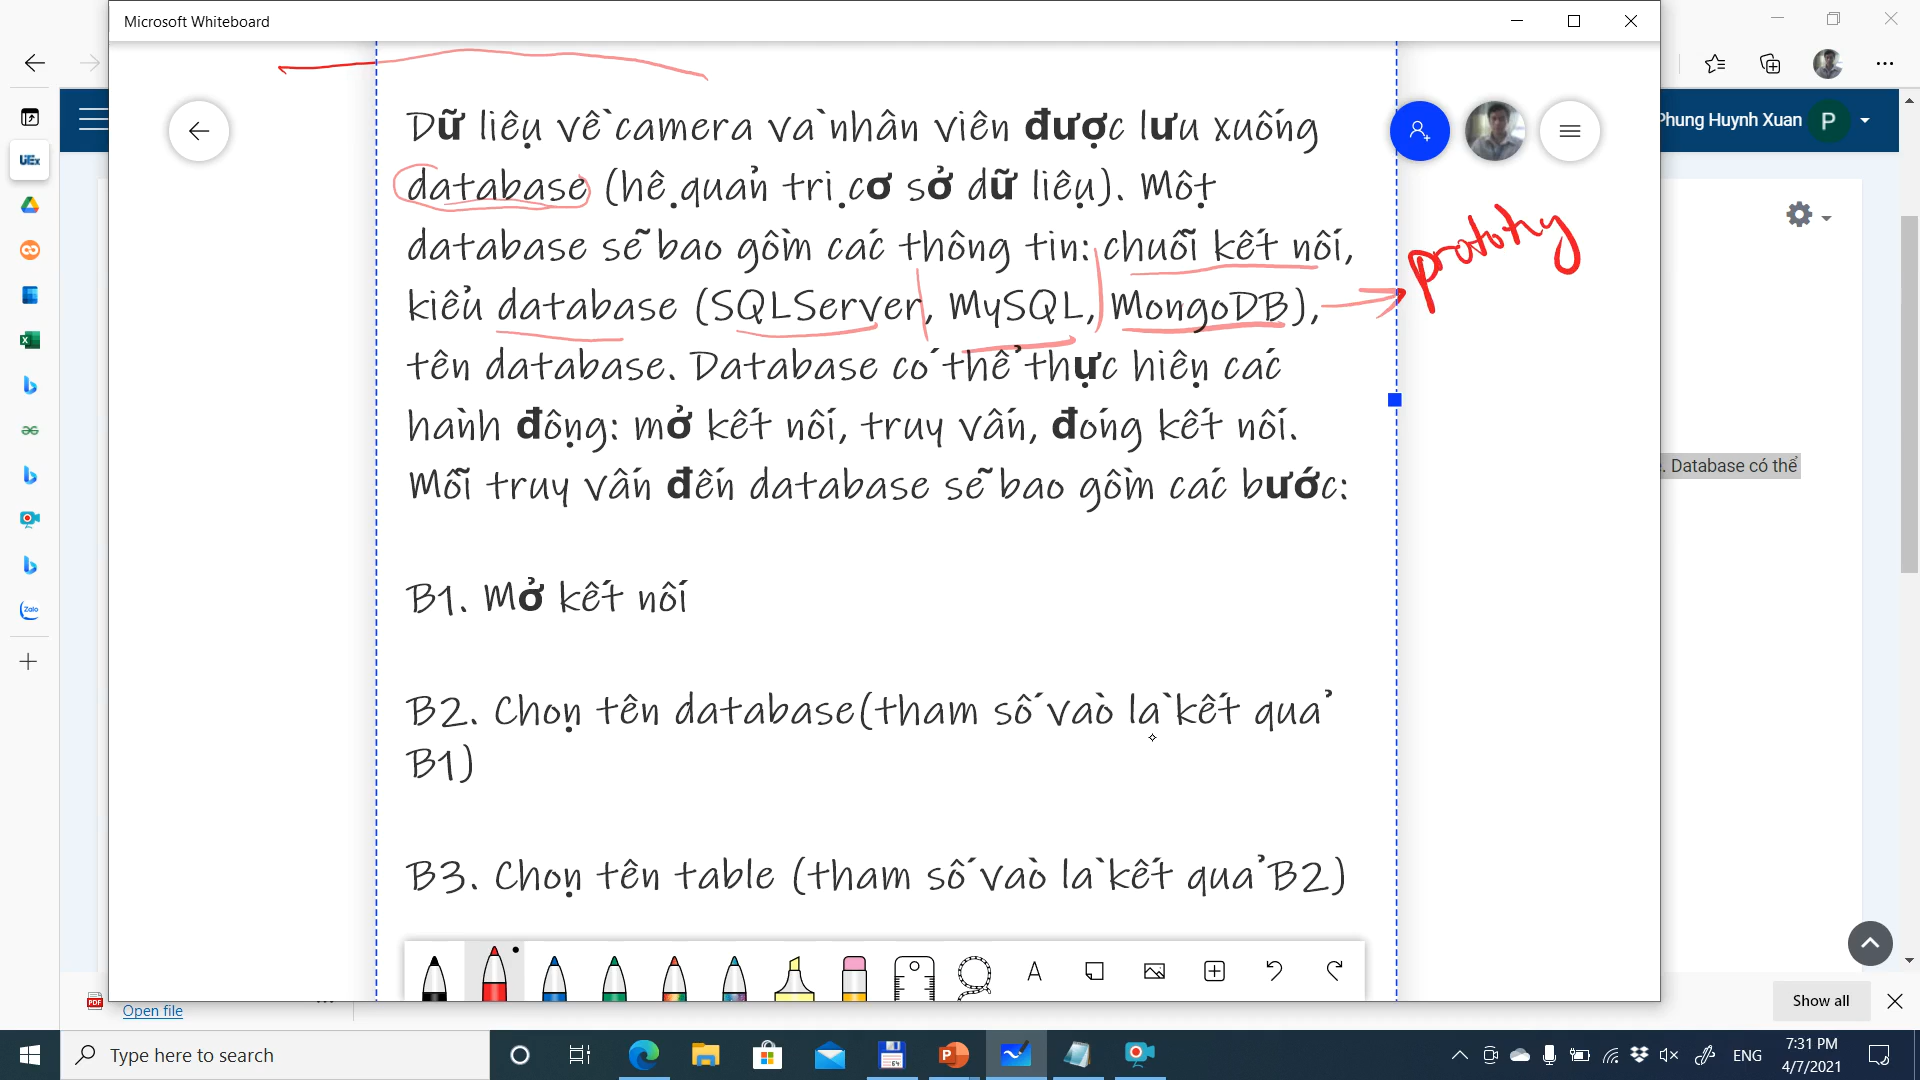 Microsoft Whiteboard
Dữ liệu về camera và nhân viên được lưu xuống
database (hệ quản trị cơ sở dữ liệu). Một
database sẽ bao gồm các thông tin: chuỗi kết nối,
kiểu database (SQLServer, MySQL, MongoDB),
tên database. Database có thể thực hiện các
hành động: mở kết nối, truy vấn, đóng kết nối.
Mỗi truy vấn đến database sẽ bao gồm các bước:
B1. Mở kết nối
B2. Chọn tên database(tham số vào là kết quả
B1)
B3. Chọn tên table (tham số vào là kết quả B2)
prototy
Phung Huynh Xuan P
. Database có thể
UEx
Zalo
PDF
Open file
Show all
Type here to search
64
P
ENG
7:31 PM
4/7/2021